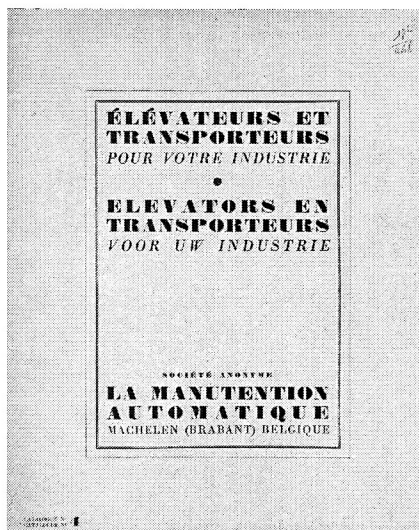 ÉLÉVATEURS ET
TRANSPORTEURS
POUR VOTRE INDUSTRIE
ELEVATORS EN
TRANSPORTEURS
VOOR UW INDUSTRIE
SOCIÉTÉ ANONYME
LA MANUTENTION
AUTOMATIQUE
MACHELEN (BRABANT) BELGIQUE